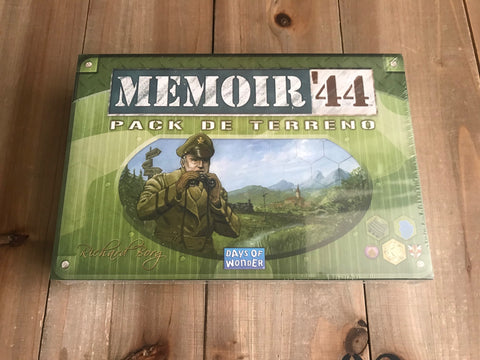 MEMOIR '44
PACK DE TERRENO
Richard Borg
DAYS OF
WONDER